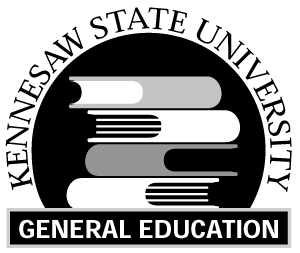 KENNESAW STATE UNIVERSITY
GENERAL EDUCATION